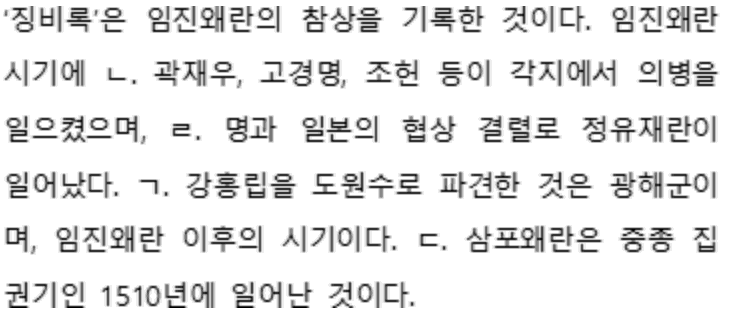 ‘징비록’은 임진왜란의 참상을 기록한 것이다. 임진왜란
시기에 ㄴ. 곽재우, 고경명, 조헌 등이 각지에서 의병을
일으켰으며, ㄹ. 명과 일본의 협상 결렬로 정유재란이
일어났다. ㄱ. 강홍립을 도원수로 파견한 것은 광해군이
며, 임진왜란 이후의 시기이다. ㄷ. 삼포왜란은 중종 집
권기인 1510년에 일어난 것이다.